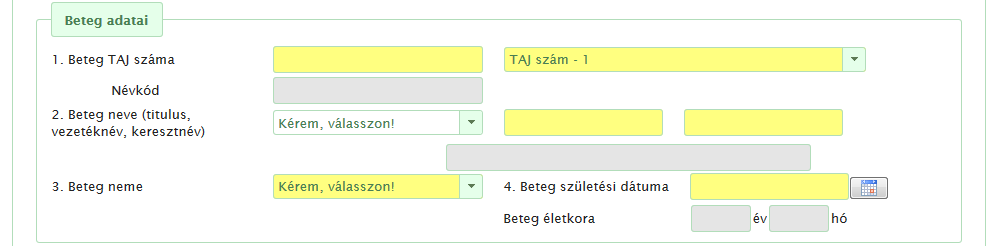 Beteg adatai
1. Beteg TAJ száma
TAJ szám - 1
Névkód
2. Beteg neve (titulus,
vezetéknév, keresztnév)
Kérem, válasszon!
3. Beteg neme
Kérem, válasszon!
4. Beteg születési dátuma
Beteg életkora
év
hó